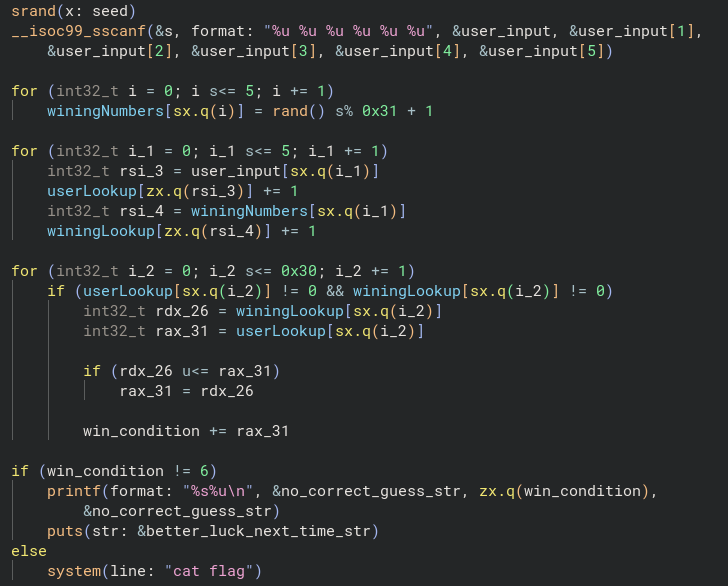 srand(x: seed)
__isoc99_sscanf(&s, format: "%u %u %u %u %u %u", &user_input, &user_input[1],
    &user_input[2], &user_input[3], &user_input[4], &user_input[5])

for (int32_t i = 0; i s<= 5; i += 1)
    winingNumbers[sx.q(i)] = rand() s% 0x31 + 1

for (int32_t i_1 = 0; i_1 s<= 5; i_1 += 1)
    int32_t rsi_3 = user_input[sx.q(i_1)]
    userLookup[zx.q(rsi_3)] += 1
    int32_t rsi_4 = winingNumbers[sx.q(i_1)]
    winingLookup[zx.q(rsi_4)] += 1

for (int32_t i_2 = 0; i_2 s<= 0x30; i_2 += 1)
    if (userLookup[sx.q(i_2)] != 0 && winingLookup[sx.q(i_2)] != 0)
        int32_t rdx_26 = winingLookup[sx.q(i_2)]
        int32_t rax_31 = userLookup[sx.q(i_2)]

        if (rdx_26 u<= rax_31)
            rax_31 = rdx_26

        win_condition += rax_31

if (win_condition != 6)
    printf(format: "%s%u\n", &no_correct_guess_str, zx.q(win_condition),
        &no_correct_guess_str)
    puts(str: &better_luck_next_time_str)
else
    system(line: "cat flag")